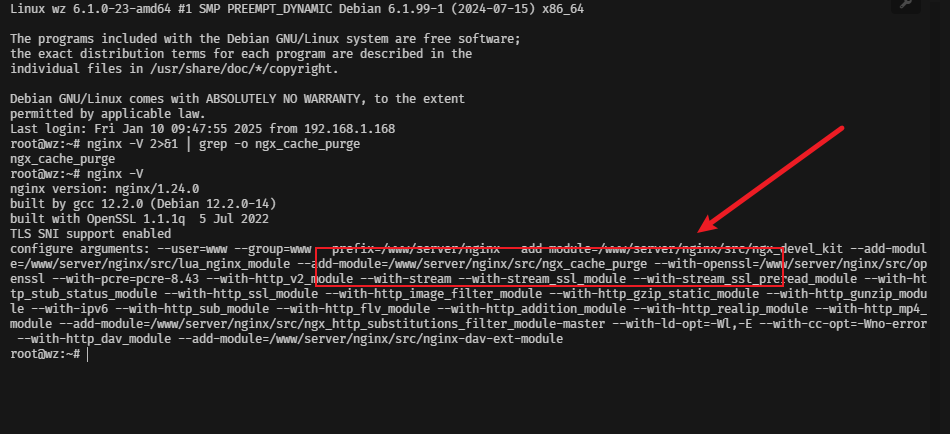 Linux wz 6.1.0-23-amd64 #1 SMP PREEMPT_DYNAMIC Debian 6.1.99-1 (2024-07-15) x86_64
The programs included with the Debian GNU/Linux system are free software;
the exact distribution terms for each program are described in the
individual files in /usr/share/doc/*/copyright.
Debian GNU/Linux comes with ABSOLUTELY NO WARRANTY, to the extent
permitted by applicable law.
Last login: Fri Jan 10 09:47:55 2025 from 192.168.1.168
root@wz:~# nginx -V 2>&1 | grep -o ngx_cache_purge
ngx_cache_purge
root@wz:~# nginx -V
nginx version: nginx/1.24.0
built by gcc 12.2.0 (Debian 12.2.0-14)
built with OpenSSL 1.1.1q  5 Jul 2022
TLS SNI support enabled
configure arguments: --user=www --group=www --prefix=/www/server/nginx --add-module=/www/server/nginx/src/ngx_devel_kit --add-modul
e=/www/server/nginx/src/lua_nginx_module --add-module=/www/server/nginx/src/ngx_cache_purge --with-openssl=/www/server/nginx/src/op
enssl --with-pcre=pcre-8.43 --with-http_v2_module --with-stream --with-stream_ssl_module --with-stream_ssl_preread_module --with-ht
tp_stub_status_module --with-http_ssl_module --with-http_image_filter_module --with-http_gzip_static_module --with-http_gunzip_modu
le --with-ipv6 --with-http_sub_module --with-http_flv_module --with-http_addition_module --with-http_realip_module --with-http_mp4_
module --add-module=/www/server/nginx/src/ngx_http_substitutions_filter_module-master --with-ld-opt=-Wl,-E --with-cc-opt=-Wno-error
 --with-http_dav_module --add-module=/www/server/nginx/src/nginx-dav-ext-module
root@wz:~#